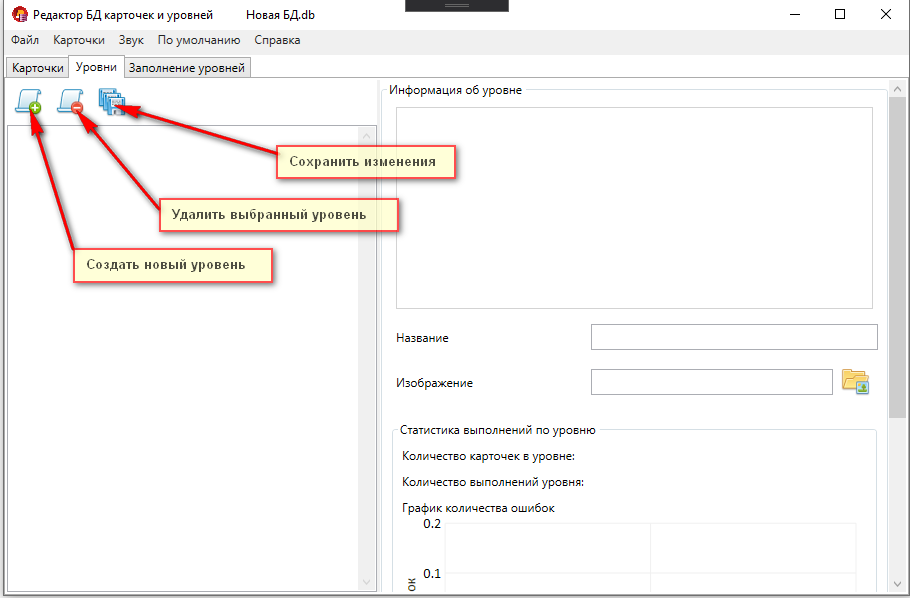 Редактор БД карточек и уровней Новая БД.db
Файл Карточки Звук По умолчанию Справка
Карточки Уровни Заполнение уровней
Сохранить изменения
Удалить выбранный уровень
Создать новый уровень
Информация об уровне
Название
Изображение
Статистика выполнений по уровню
Количество карточек в уровне:
Количество выполнений уровня:
График количества ошибок
0.2
0.1
ок